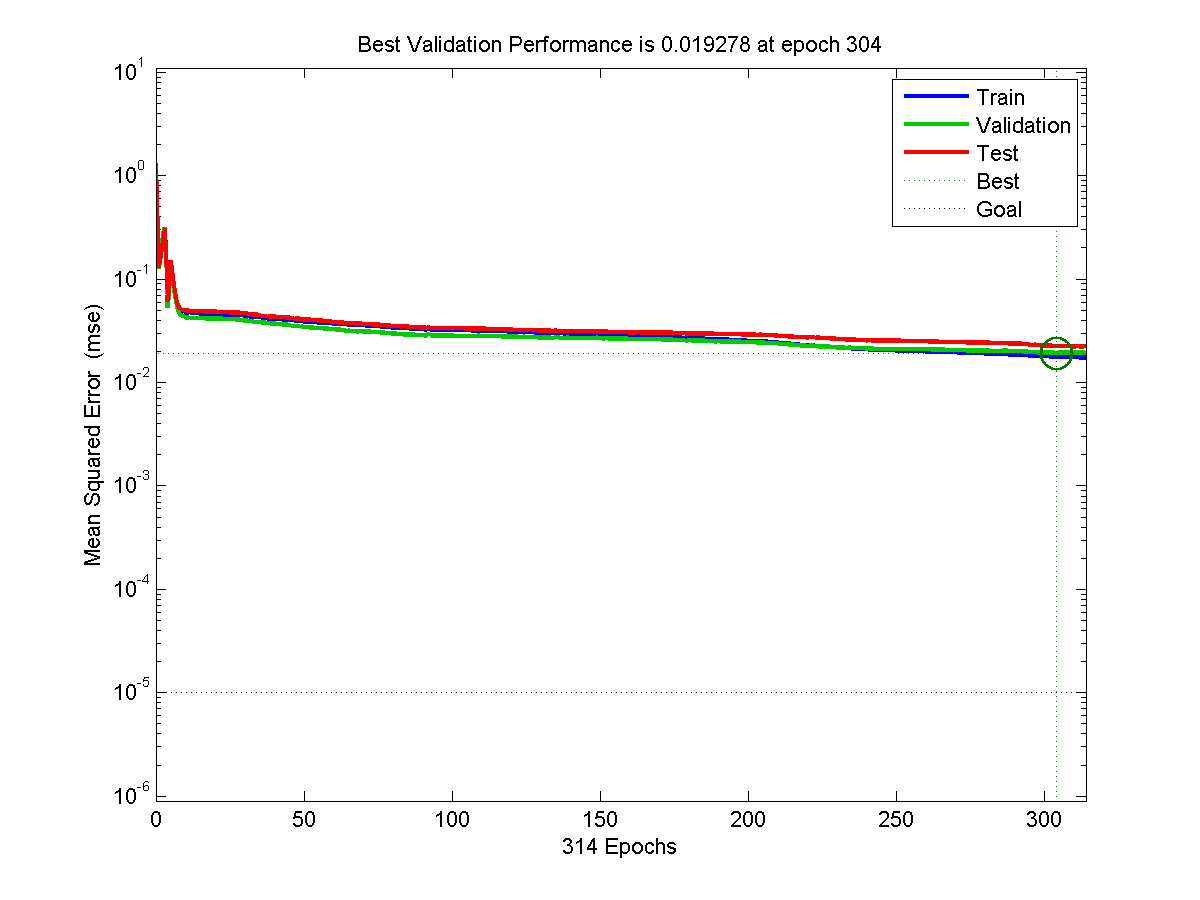 Best Validation Performance is 0.019278 at epoch 304
Mean Squared Error  (mse)
10^1
10^0
10^-1
10^-2
10^-3
10^-4
10^-5
10^-6
Train
Validation
Test
Best
Goal
0 50 100 150 200 250 300
314 Epochs